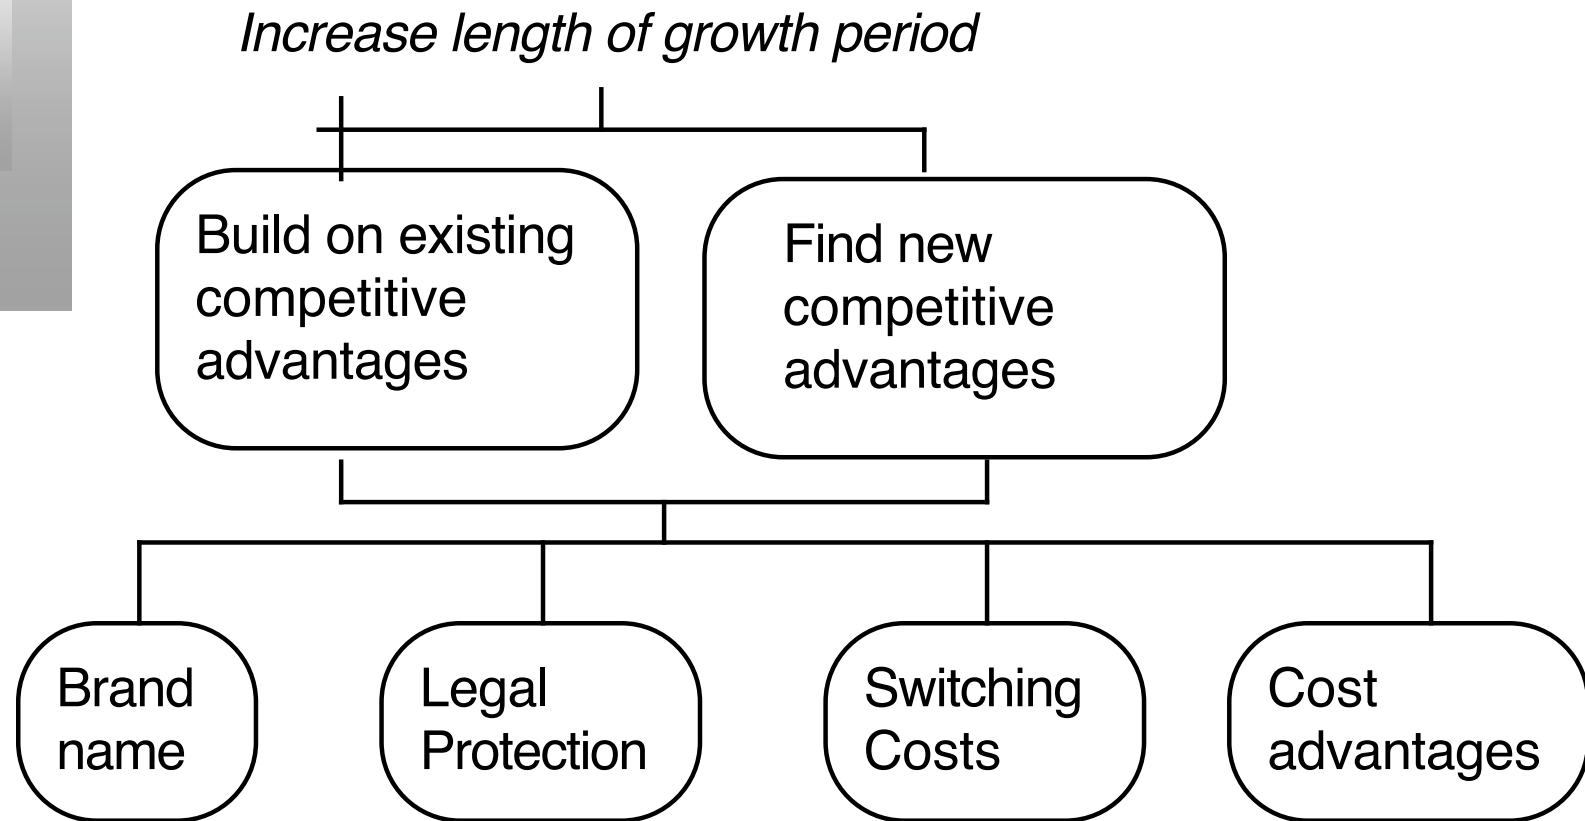 Increase length of growth period
Build on existing
competitive
advantages
Find new
competitive
advantages
Brand
name
Legal
Protection
Switching
Costs
Cost
advantages